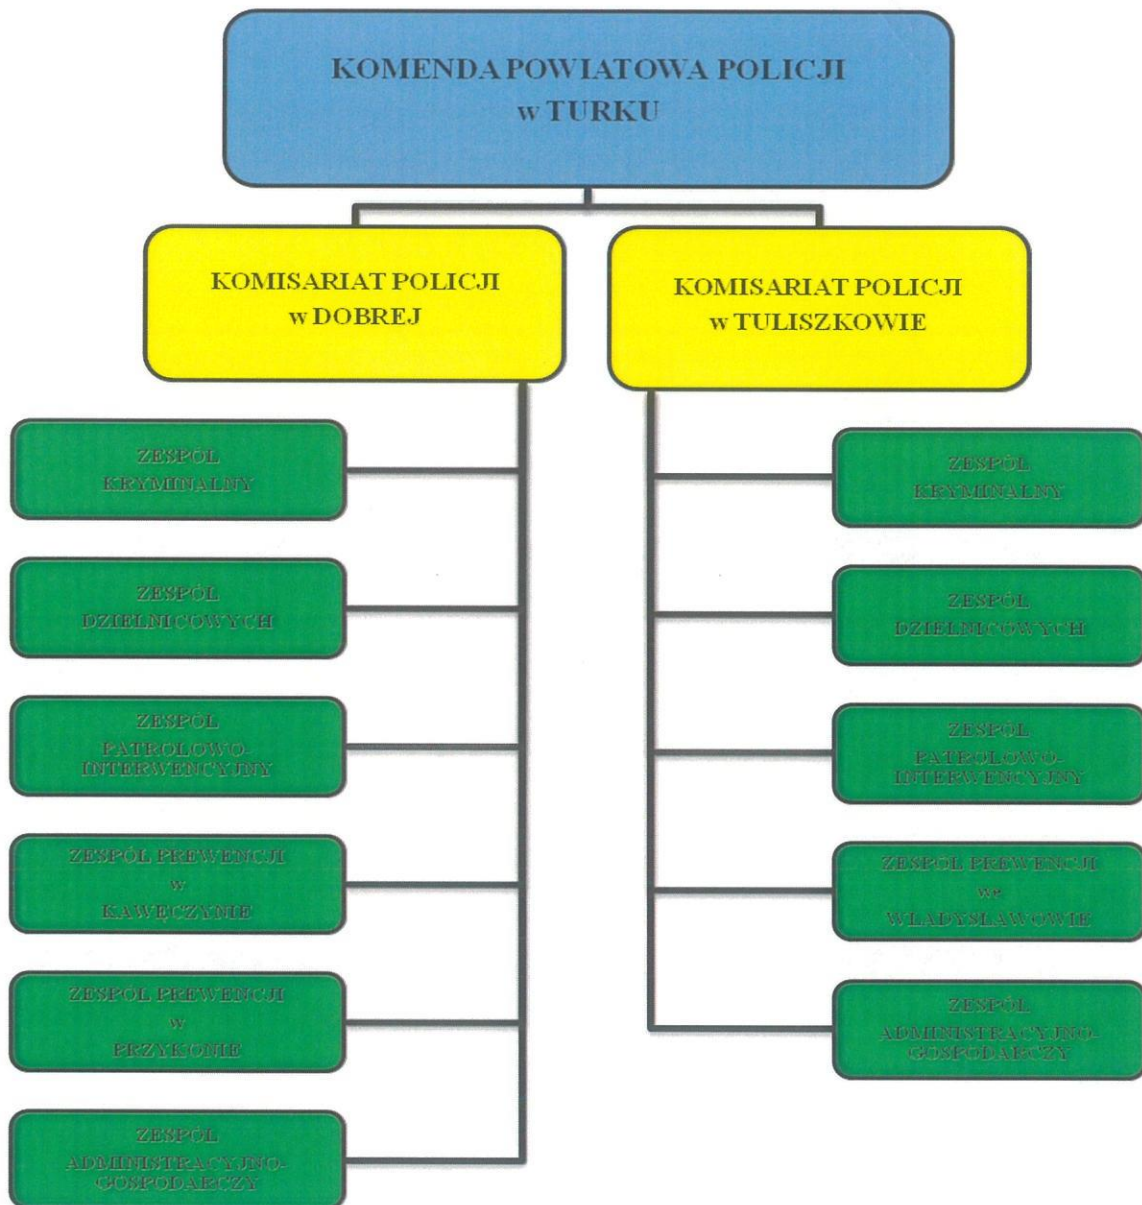 KOMENDA POWIATOWA POLICJI
w TURKU
KOMISARIAT POLICJI
w DOBREJ
ZESPÓŁ
KRYMINALNY
ZESPÓŁ
DZIELNICOWYCH
ZESPÓŁ
PATROLOWO-
INTERWENCYJNY
ZESPÓŁ PREWENCJI
w
KAWĘCZYNIE
ZESPÓŁ PREWENCJI
w
PRZYKONIE
ZESPÓŁ
ADMINISTRACYJNO-
GOSPODARCZY
KOMISARIAT POLICJI
w TULISZKOWIE
ZESPÓŁ
KRYMINALNY
ZESPÓŁ
DZIELNICOWYCH
ZESPÓŁ
PATROLOWO-
INTERWENCYJNY
ZESPÓŁ PREWENCJI
we
WŁADYSŁAWOWIE
ZESPÓŁ
ADMINISTRACYJNO-
GOSPODARCZY